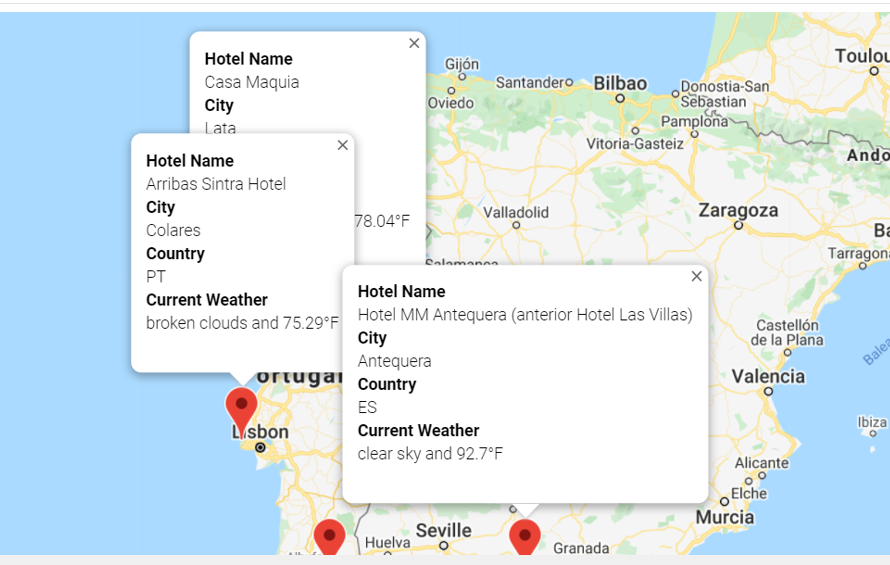 Hotel Name
Casa Maquia
City
Lata
78.04°F
Hotel Name
Arribas Sintra Hotel
City
Colares
Country
PT
Current Weather
broken clouds and 75.29°F
Hotel Name
Hotel MM Antequera (anterior Hotel Las Villas)
City
Antequera
Country
ES
Current Weather
clear sky and 92.7°F
Gijón
Oviedo
Santander
Bilbao
Donostia-San
Sebastian
Pamplona
Vitoria-Gasteiz
Toulou
Ando
Valladolid
Zaragoza
Ba
Tarragona
Salamanca
Castellón
de la Plana
Balea
Valencia
Ibiza
ortugal
Lisbon
Alicante
Elche
Murcia
Seville
Huelva
Granada